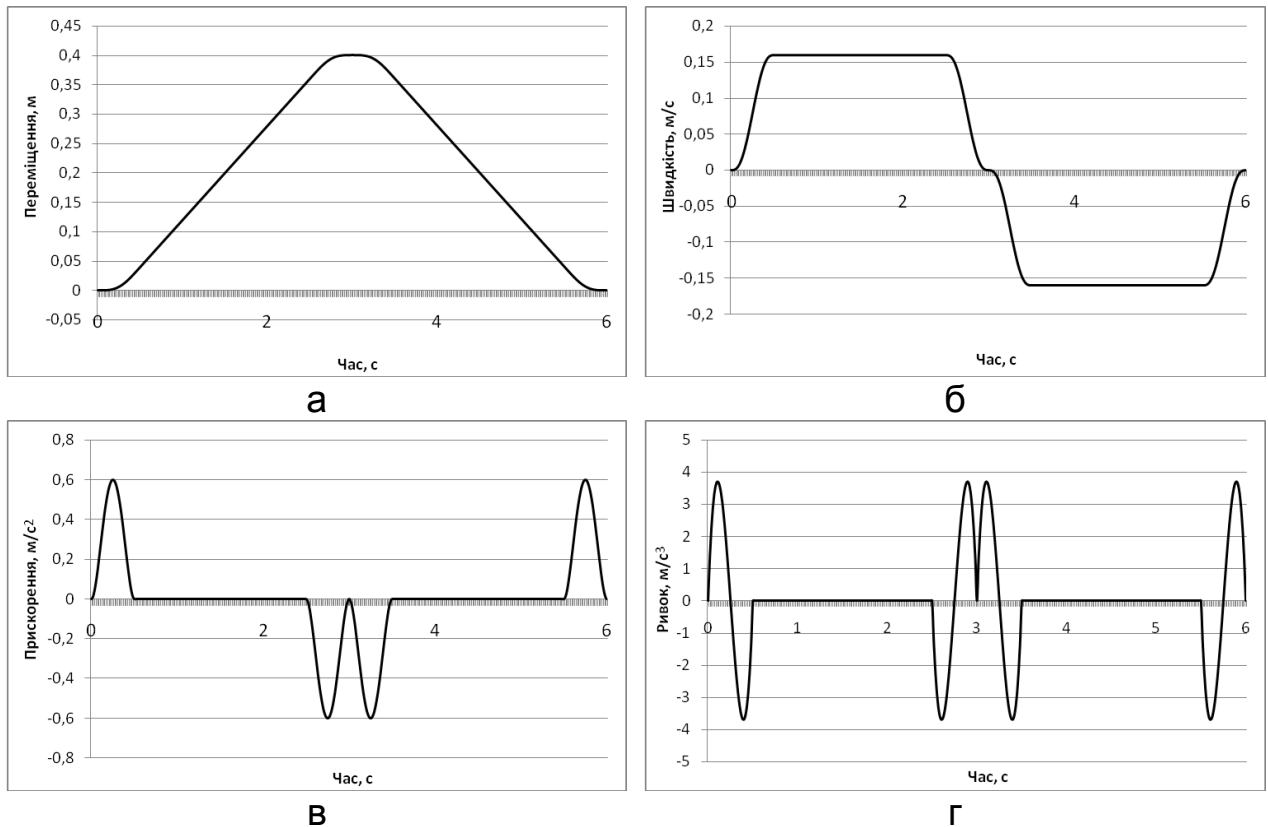 0,45
0,4
0,35
0,3
0,25
0,2
0,15
0,1
0,05
0
-0,05
0 2 4 6
Переміщення, м
Час, с
а
0,2
0,15
0,1
0,05
0
-0,05
-0,1
-0,15
-0,2
0 2 4 6
Швидкість, м/с
Час, с
б
0,8
0,6
0,4
0,2
0
-0,2
-0,4
-0,6
-0,8
0 2 4 6
Прискорення, м/с²
Час, с
в
5
4
3
2
1
0
-1
-2
-3
-4
-5
0 1 2 3 4 5 6
Ривок, м/с³
Час, с
г